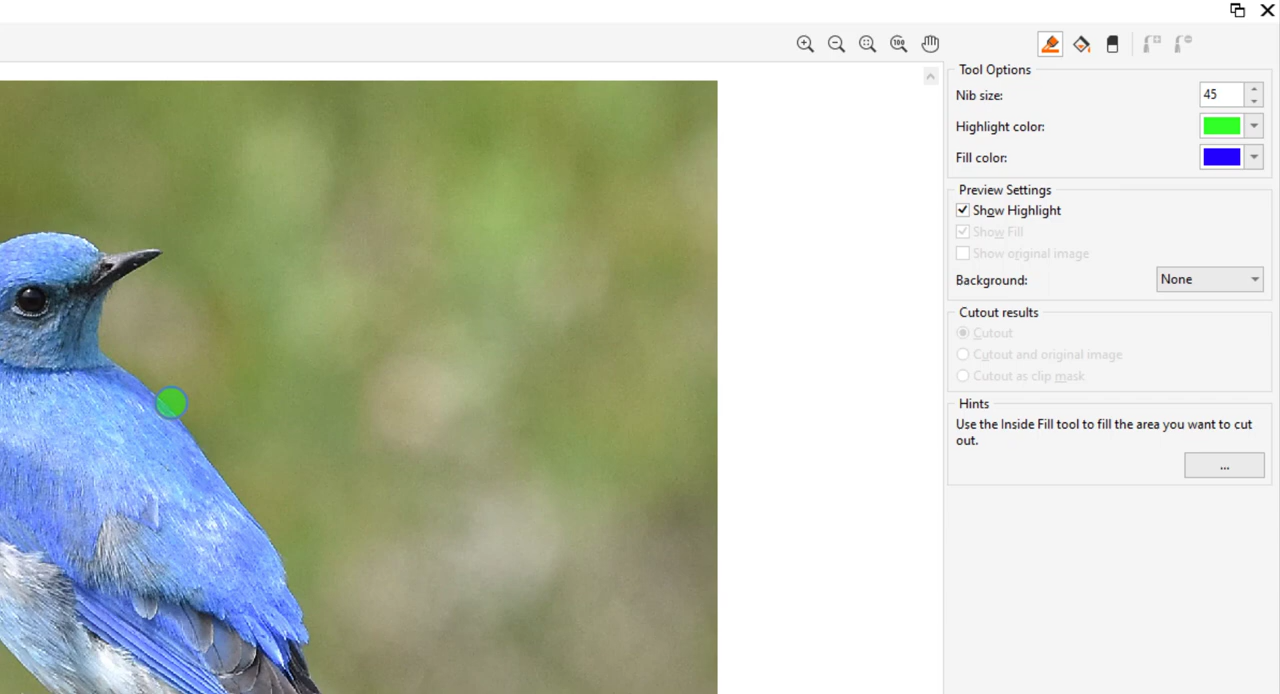 100
Tool Options
Nib size:
45
Highlight color:
Fill color:
Preview Settings
Show Highlight
Show Fill
Show original image
Background:
None
Cutout results
Cutout
Cutout and original image
Cutout as clip mask
Hints
Use the Inside Fill tool to fill the area you want to cut
out.
...